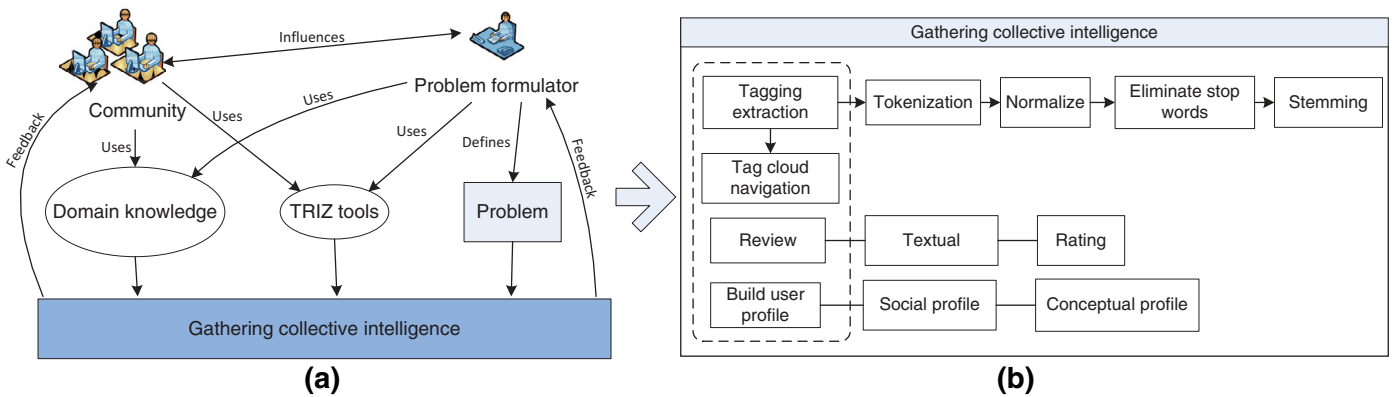 Influences
Community
Problem formulator
Uses
Uses
Uses
Uses
Defines
Feedback
Feedback
Domain knowledge
TRIZ tools
Problem
Gathering collective intelligence
(a)
Gathering collective intelligence
Tagging
extraction
Tokenization
Normalize
Eliminate stop
words
Stemming
Tag cloud
navigation
Review
Textual
Rating
Build user
profile
Social profile
Conceptual profile
(b)